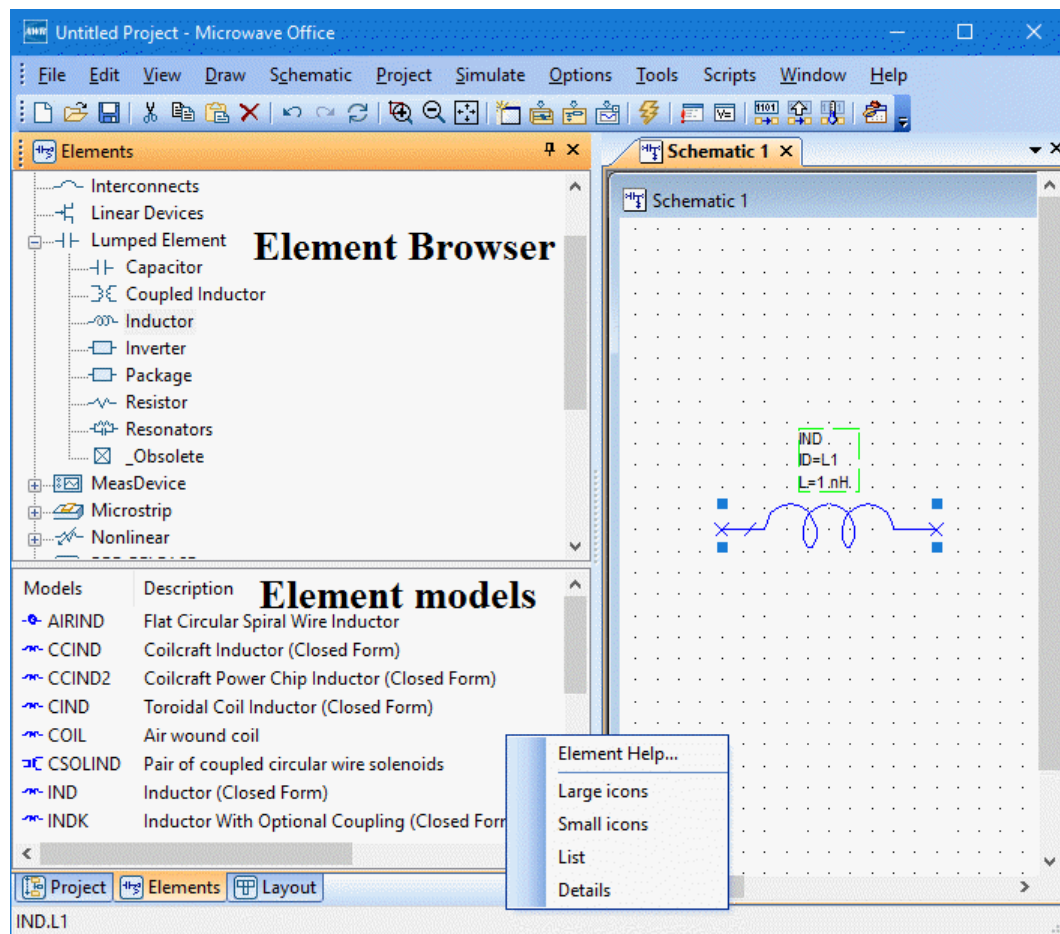 AWR Untitled Project - Microwave Office
File Edit View Draw Schematic Project Simulate Options Tools Scripts Window Help
Elements
Interconnects
Linear Devices
Lumped Element
Element Browser
Capacitor
Coupled Inductor
Inductor
Inverter
Package
Resistor
Resonators
_Obsolete
MeasDevice
Microstrip
Nonlinear
Models Description
Element models
AIRIND Flat Circular Spiral Wire Inductor
CCIND Coilcraft Inductor (Closed Form)
CCIND2 Coilcraft Power Chip Inductor (Closed Form)
CIND Toroidal Coil Inductor (Closed Form)
COIL Air wound coil
CSOLIND Pair of coupled circular wire solenoids
IND Inductor (Closed Form)
INDK Inductor With Optional Coupling (Closed Forr
Project Elements Layout
IND.L1
Schematic 1
Schematic 1
IND
ID=L1
L=1 nH
Element Help...
Large icons
Small icons
List
Details